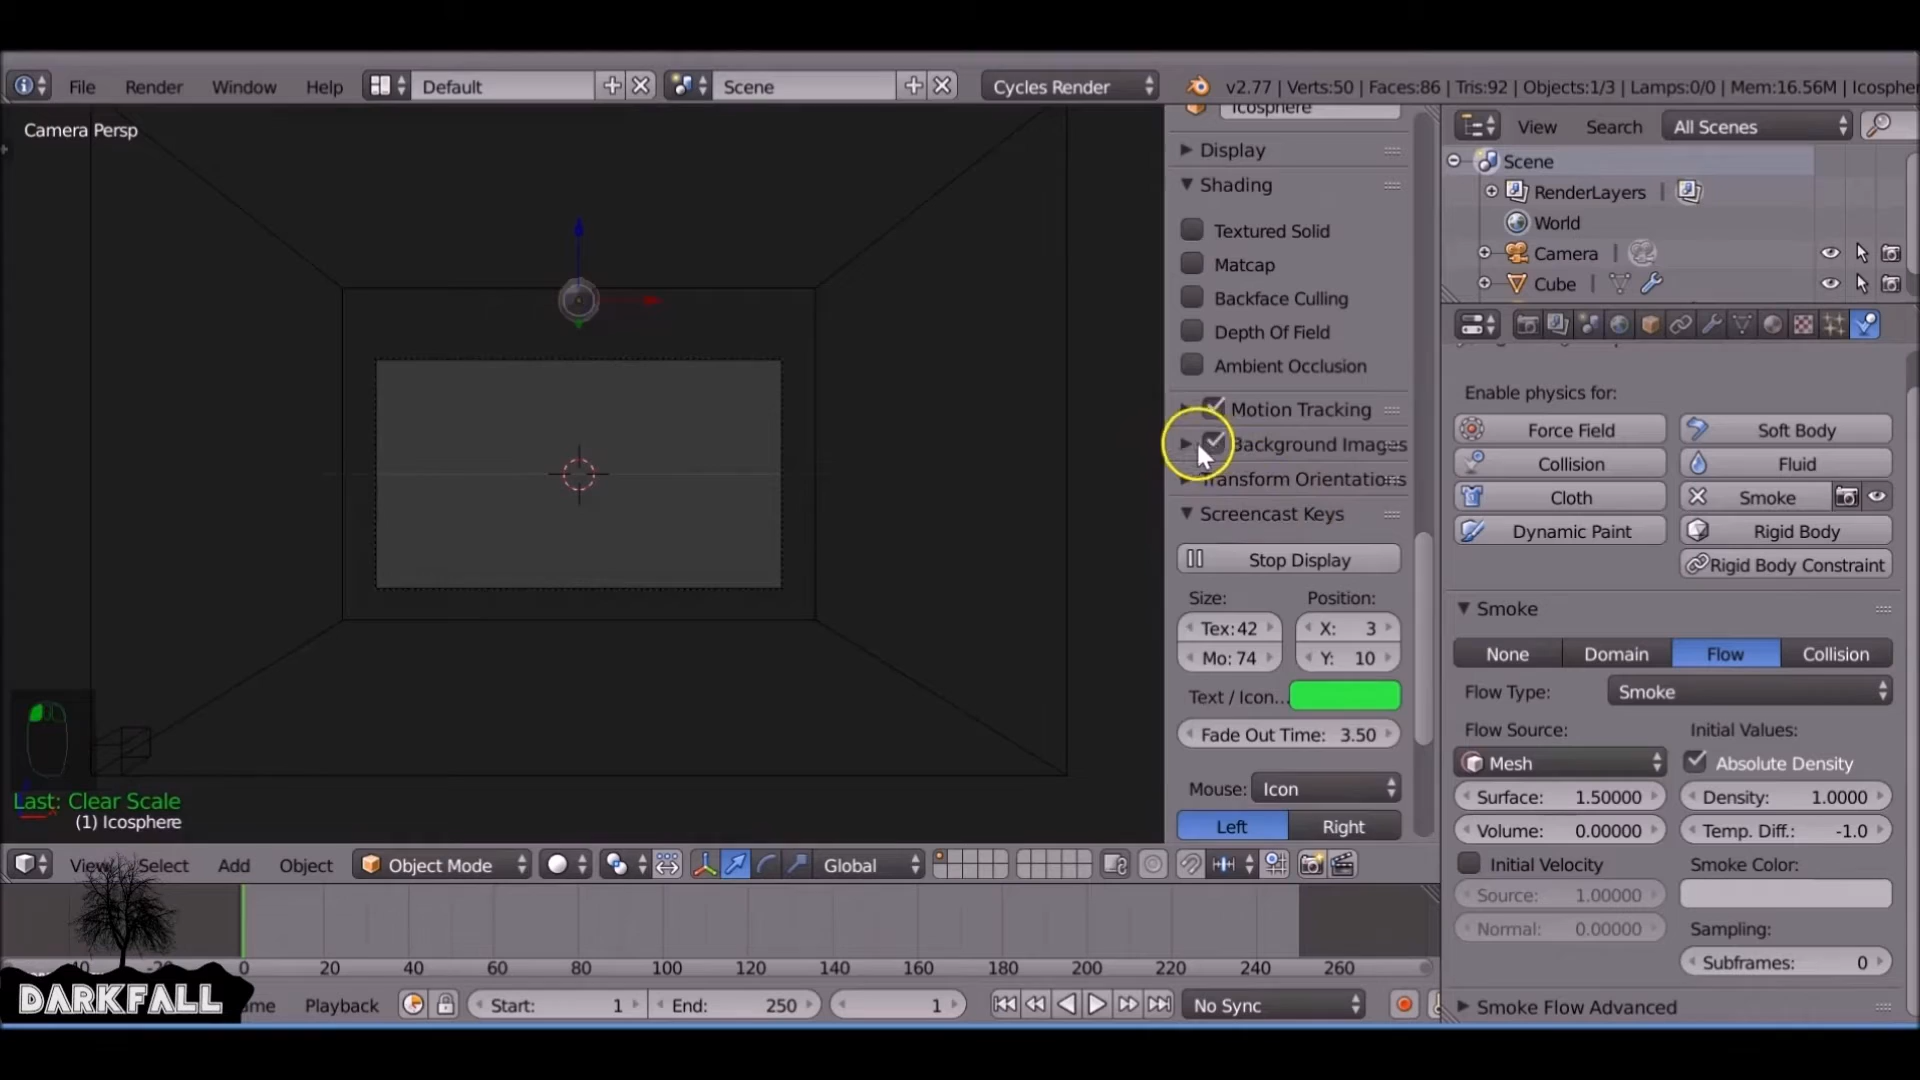 File Render Window Help Default Scene Cycles Render v2.77 | Verts:50 | Faces:86 | Tris:92 | Objects:1/3 | Lamps:0/0 | Mem:16.56M | Icospher
Camera Persp
Icosphere
Display
Shading
Textured Solid
Matcap
Backface Culling
Depth Of Field
Ambient Occlusion
Motion Tracking
Background Images
Transform Orientations
Screencast Keys
Stop Display
Size: Position:
Tex:42 X: 3
Mo: 74 Y: 10
Text / Icon...
Fade Out Time: 3.50
Mouse: Icon
Left Right
View Search All Scenes
Scene
RenderLayers
World
Camera
Cube
Enable physics for:
Force Field Soft Body
Collision Fluid
Cloth Smoke
Dynamic Paint Rigid Body
Rigid Body Constraint
Smoke
None Domain Flow Collision
Flow Type: Smoke
Flow Source: Initial Values:
Mesh Absolute Density
Surface: 1.50000 Density: 1.0000
Volume: 0.00000 Temp. Diff.: -1.0
Initial Velocity Smoke Color:
Source: 1.00000
Normal: 0.00000 Sampling:
Subframes: 0
Smoke Flow Advanced
Last: Clear Scale
(1) Icosphere
View Select Add Object Object Mode Global
-20 0 20 40 60 80 100 120 140 160 180 200 220 240 260
DARKFALL
Playback Start: 1 End: 250 1 No Sync